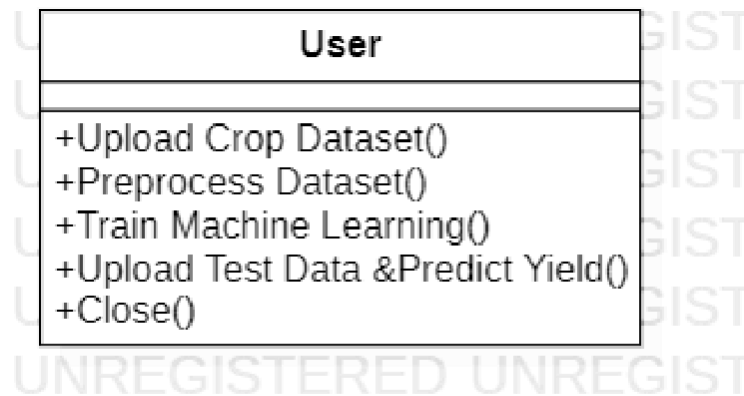 User
+Upload Crop Dataset()
+Preprocess Dataset()
+Train Machine Learning()
+Upload Test Data &Predict Yield()
+Close()
UNREGISTERED UNREGIST